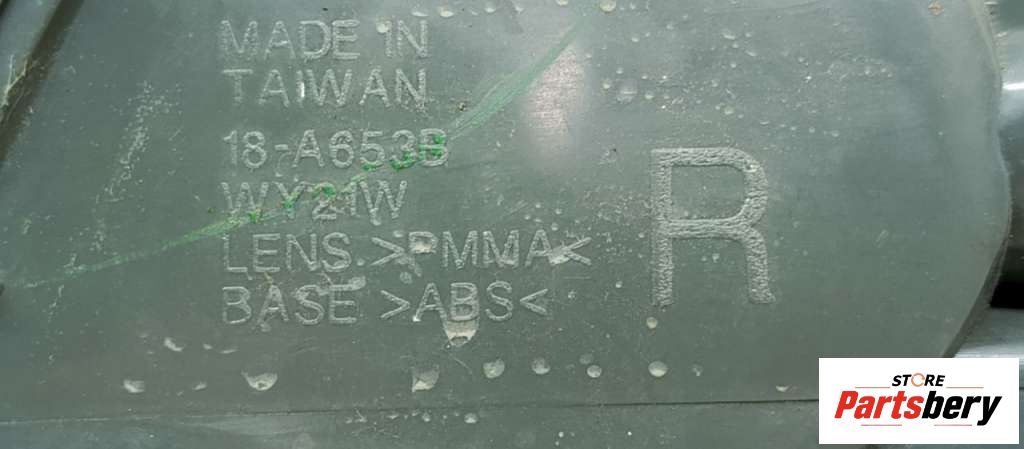 MADE IN
TAIWAN
18-A653B
WY21W
LENS >PMMA<
BASE >ABS<
R
STORE
Partsbery